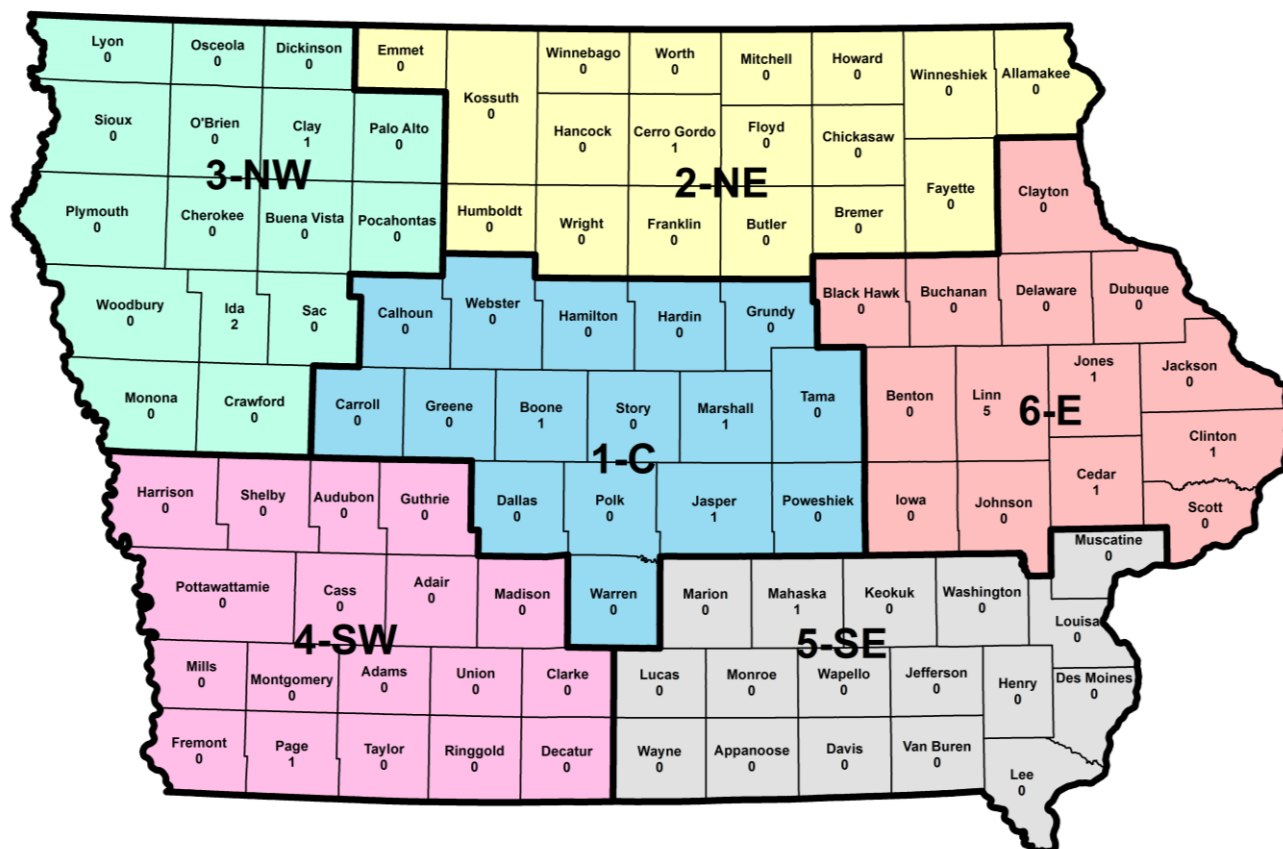 Lyon
0
Osceola
0
Dickinson
0
Emmet
0
Kossuth
0
Winnebago
0
Worth
0
Mitchell
0
Howard
0
Winneshiek
0
Allamakee
0
Sioux
0
O'Brien
0
Clay
1
Palo Alto
0
Hancock
0
Cerro Gordo
1
Floyd
0
Chickasaw
0
3-NW
2-NE
Fayette
0
Clayton
0
Plymouth
0
Cherokee
0
Buena Vista
0
Pocahontas
0
Humboldt
0
Wright
0
Franklin
0
Butler
0
Bremer
0
Woodbury
0
Ida
2
Sac
0
Calhoun
0
Webster
0
Hamilton
0
Hardin
0
Grundy
0
Black Hawk
0
Buchanan
0
Delaware
0
Dubuque
0
Monona
0
Crawford
0
Carroll
0
Greene
0
Boone
1
Story
0
Marshall
1
Tama
0
Benton
0
Linn
5
Jones
1
Jackson
0
6-E
1-C
Clinton
1
Harrison
0
Shelby
0
Audubon
0
Guthrie
0
Dallas
0
Polk
0
Jasper
1
Poweshiek
0
Iowa
0
Johnson
0
Cedar
1
Scott
0
Muscatine
0
Pottawattamie
0
Cass
0
Adair
0
Madison
0
Warren
0
Marion
0
Mahaska
1
Keokuk
0
Washington
0
Louisa
0
4-SW
5-SE
Mills
0
Montgomery
0
Adams
0
Union
0
Clarke
0
Lucas
0
Monroe
0
Wapello
0
Jefferson
0
Henry
0
Des Moines
0
Fremont
0
Page
1
Taylor
0
Ringgold
0
Decatur
0
Wayne
0
Appanoose
0
Davis
0
Van Buren
0
Lee
0